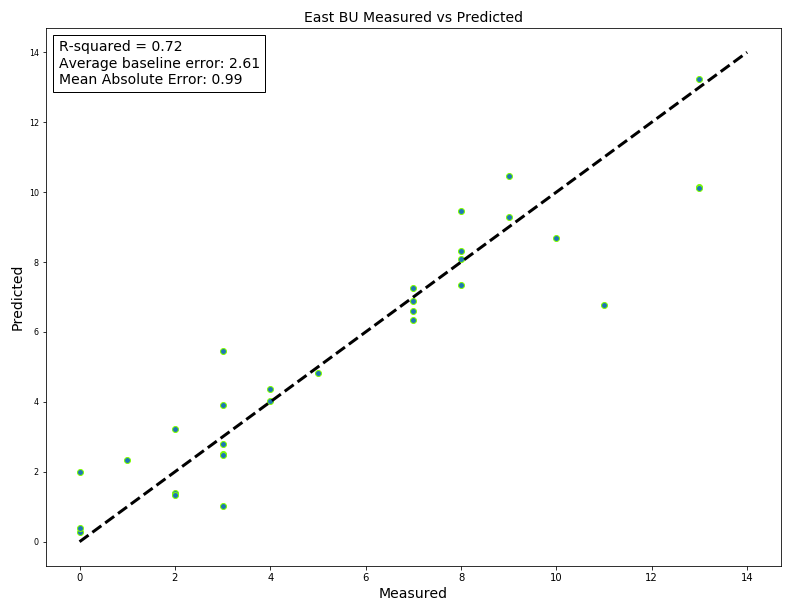 East BU Measured vs Predicted
R-squared = 0.72
Average baseline error: 2.61
Mean Absolute Error: 0.99
Predicted
14
12
10
8
6
4
2
0
0 2 4 6 8 10 12 14
Measured